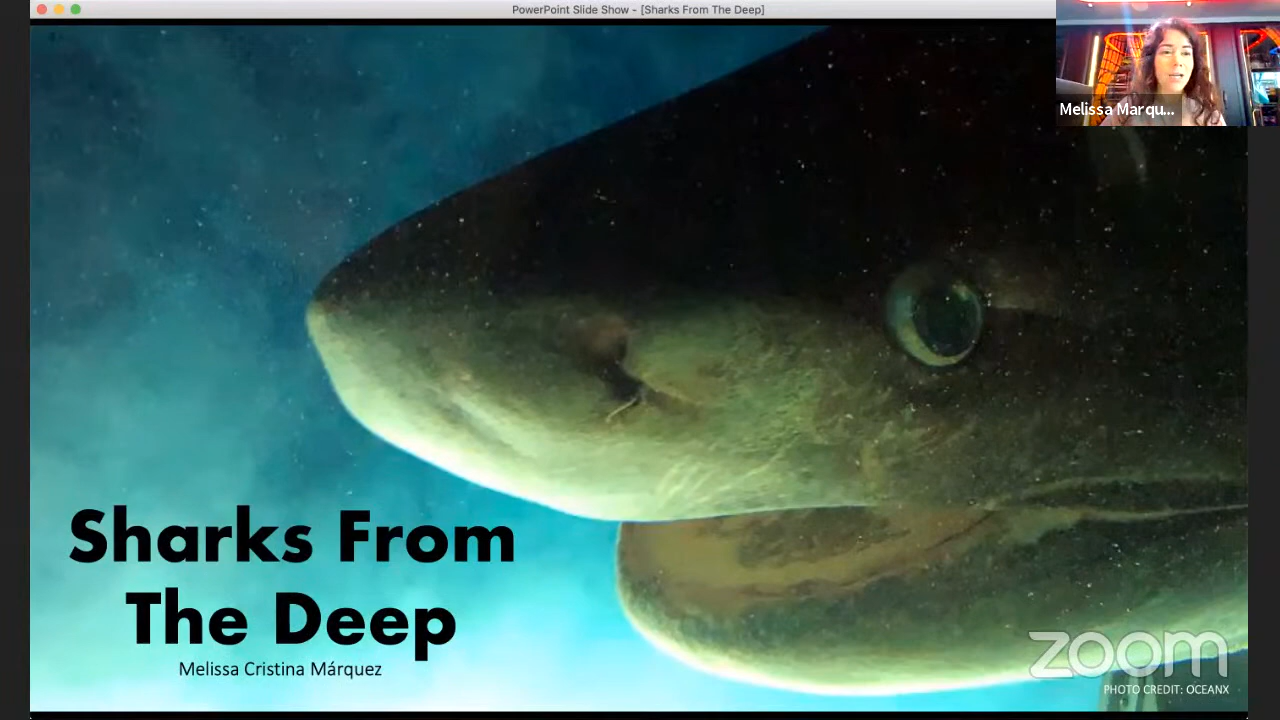 PowerPoint Slide Show - [Sharks From The Deep]
Melissa Marqu...
Sharks From
The Deep
Melissa Cristina Márquez
zoom
PHOTO CREDIT: OCEANX